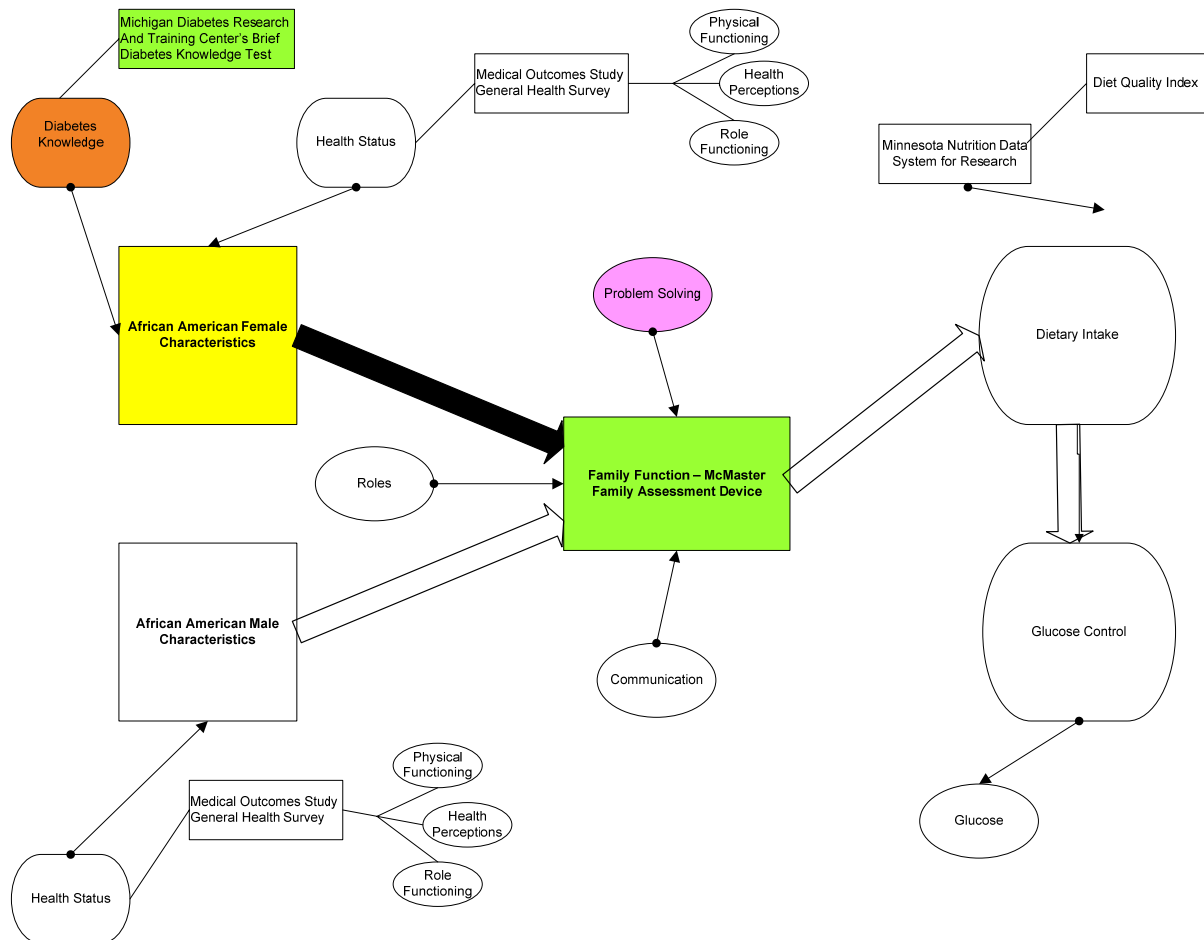 Michigan Diabetes Research
And Training Center's Brief
Diabetes Knowledge Test
Physical
Functioning
Medical Outcomes Study
General Health Survey
Health
Perceptions
Diet Quality Index
Diabetes
Knowledge
Health Status
Role
Functioning
Minnesota Nutrition Data
System for Research
Problem Solving
African American Female
Characteristics
Dietary Intake
Roles
Family Function – McMaster
Family Assessment Device
African American Male
Characteristics
Glucose Control
Communication
Physical
Functioning
Medical Outcomes Study
General Health Survey
Health
Perceptions
Glucose
Role
Functioning
Health Status